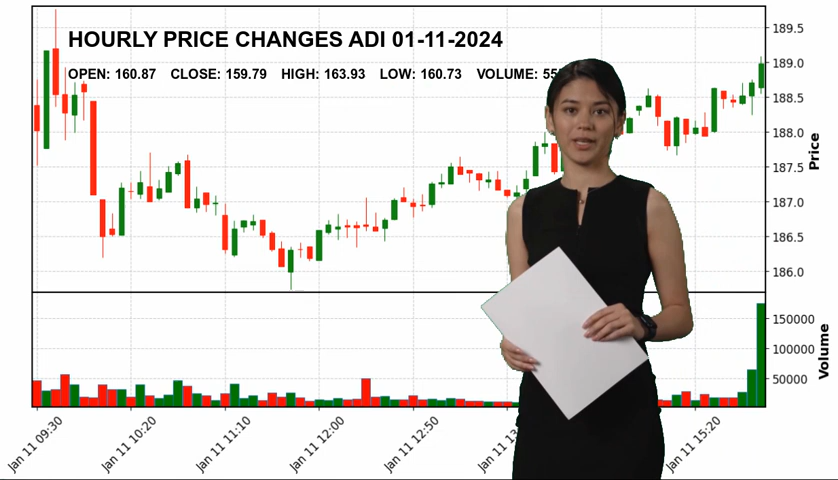 HOURLY PRICE CHANGES ADI 01-11-2024
OPEN: 160.87 CLOSE: 159.79 HIGH: 163.93 LOW: 160.73 VOLUME:
189.5
189.0
188.5
188.0
187.5
187.0
186.5
186.0
Price
150000
100000
50000
Volume
Jan 11 09:30
Jan 11 10:20
Jan 11 11:10
Jan 11 12:00
Jan 11 12:50
Jan 11
Jan 11 15:20